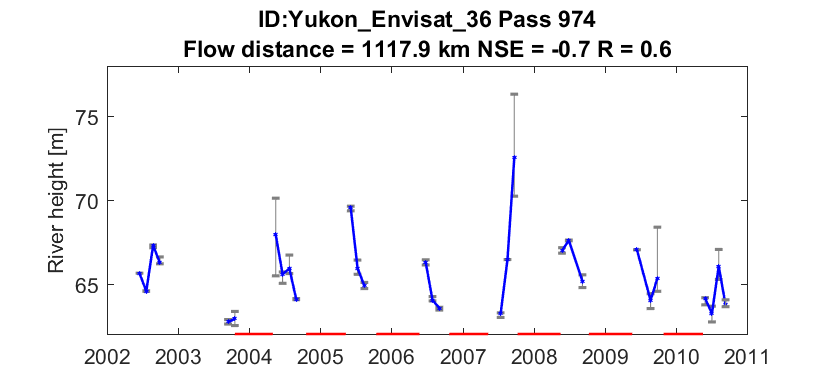 ID:Yukon_Envisat_36 Pass 974
Flow distance = 1117.9 km NSE = -0.7 R = 0.6
River height [m]
75
70
65
2002 2003 2004 2005 2006 2007 2008 2009 2010 2011